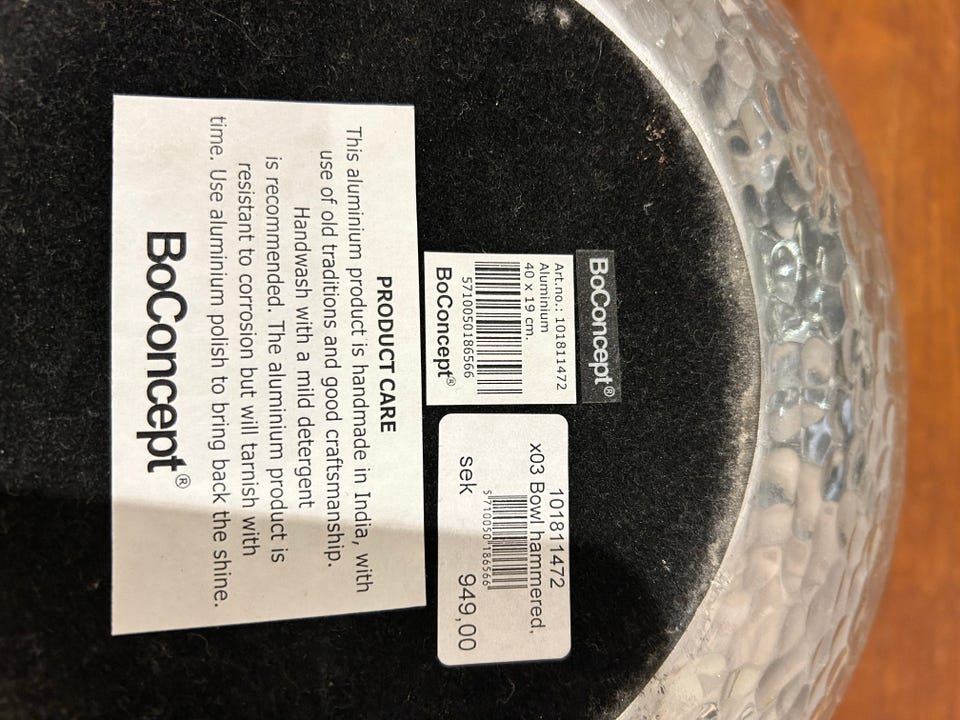 BoConcept®
Art.no.: 101811472
Aluminium
40 x 19 cm.
5710050186566
BoConcept®
101811472
x03 Bowl hammered,
5 710050 186566
sek 949,00
PRODUCT CARE
This aluminium product is handmade in India, with
use of old traditions and good craftsmanship.
Handwash with a mild detergent
is recommended. The aluminium product is
resistant to corrosion but will tarnish with
time. Use aluminium polish to bring back the shine.
BoConcept®